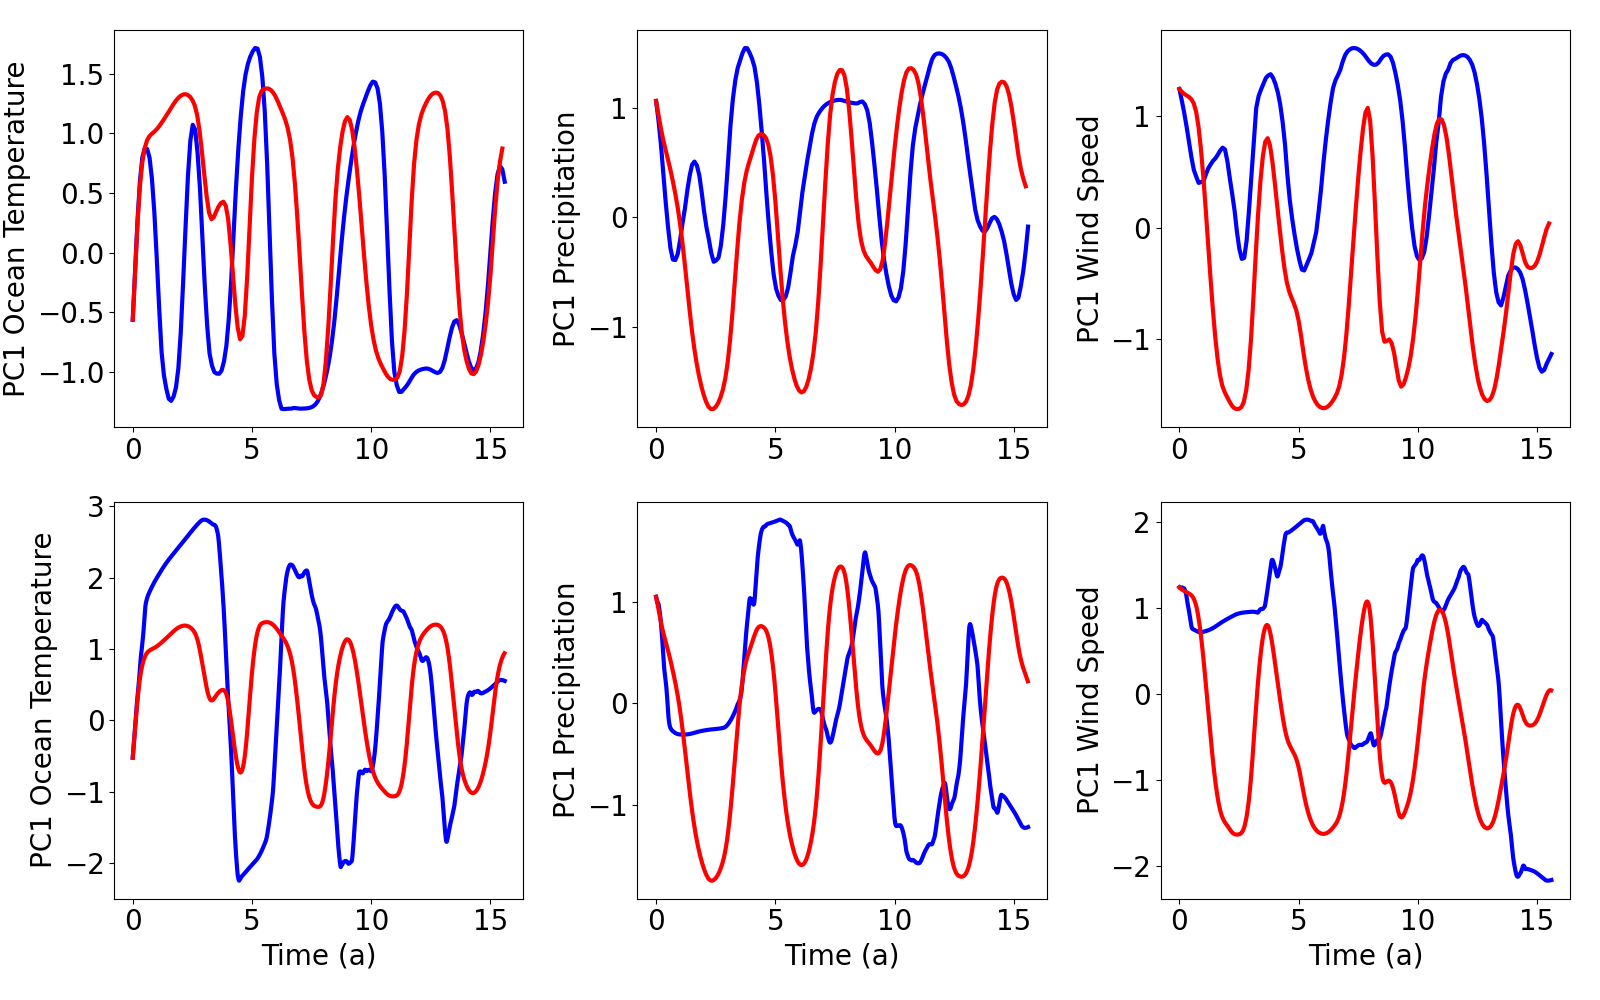 PC1 Ocean Temperature
1.5
1.0
0.5
0.0
−0.5
−1.0
0 5 10 15
PC1 Precipitation
1
0
−1
0 5 10 15
PC1 Wind Speed
1
0
−1
0 5 10 15
PC1 Ocean Temperature
3
2
1
0
−1
−2
0 5 10 15
Time (a)
PC1 Precipitation
1
0
−1
0 5 10 15
Time (a)
PC1 Wind Speed
2
1
0
−1
−2
0 5 10 15
Time (a)